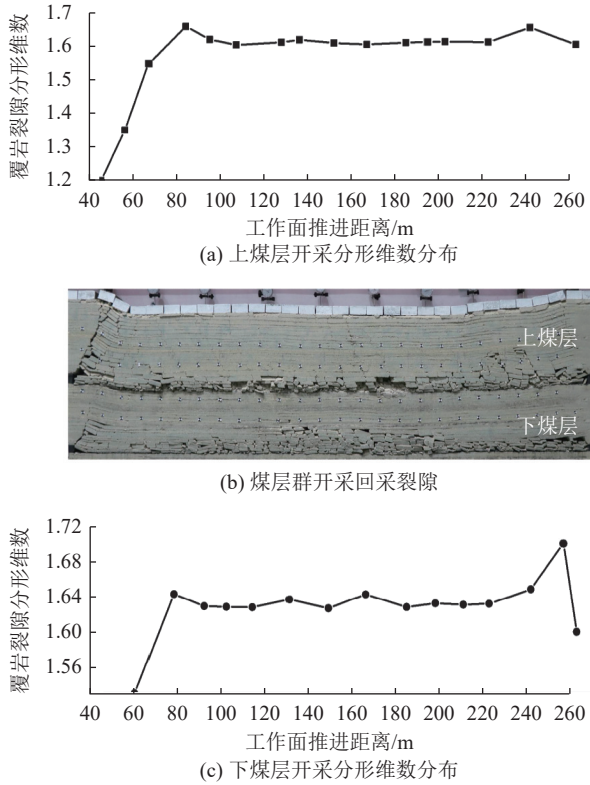 覆岩裂隙分形维数
1.7
1.6
1.5
1.4
1.3
1.2
40 60 80 100 120 140 160 180 200 220 240 260
工作面推进距离/m
(a) 上煤层开采分形维数分布
上煤层
下煤层
(b) 煤层群开采回采裂隙
覆岩裂隙分形维数
1.72
1.68
1.64
1.60
1.56
40 60 80 100 120 140 160 180 200 220 240 260
工作面推进距离/m
(c) 下煤层开采分形维数分布